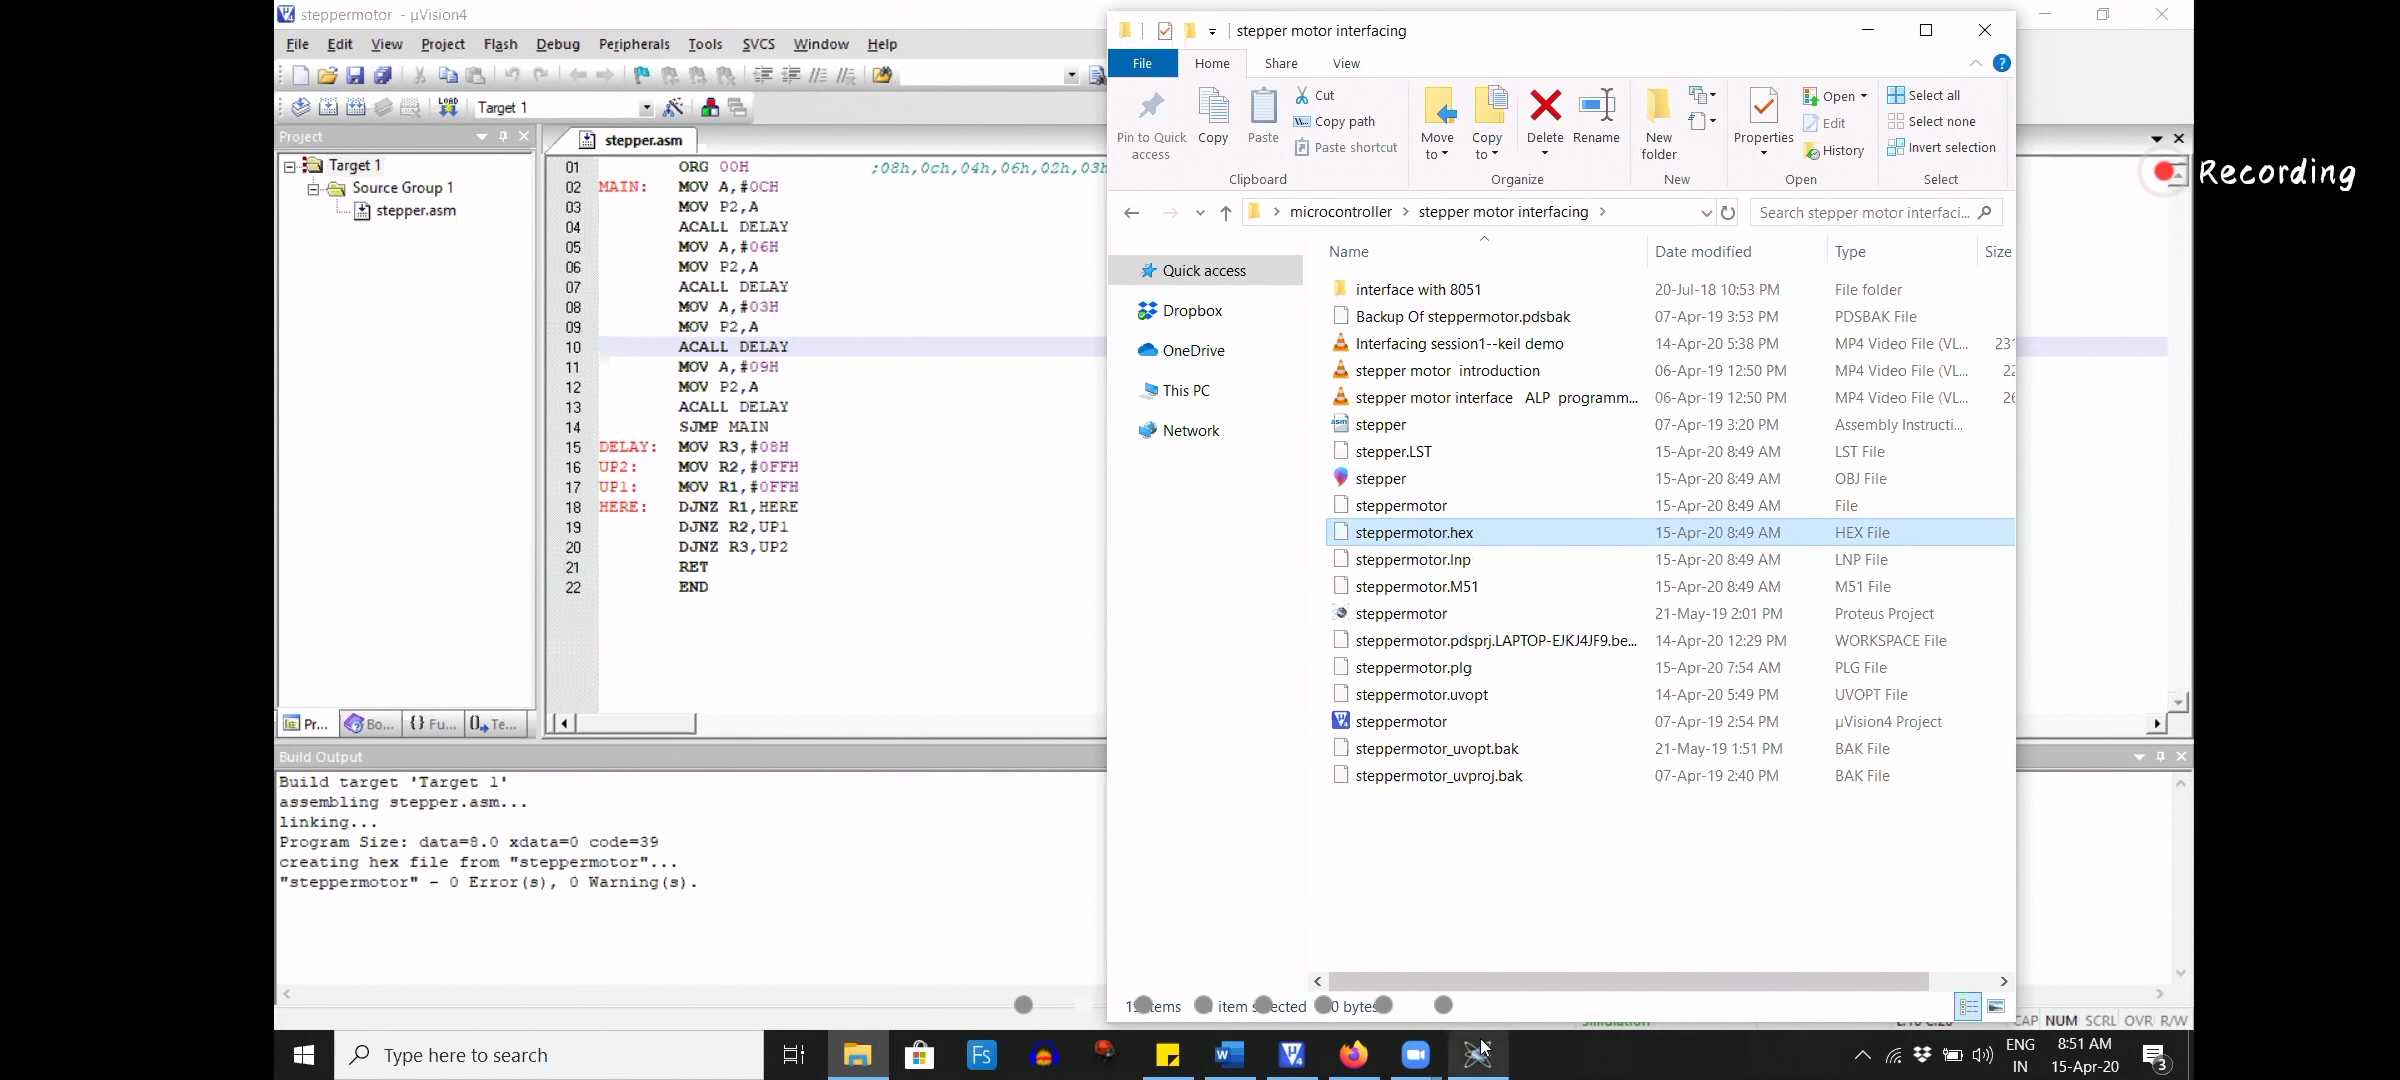 steppermotor - µVision4
File Edit View Project Flash Debug Peripherals Tools SVCS Window Help
Target 1
Project
Target 1
Source Group 1
stepper.asm
Pr... Bo... {} Fu... Te...
stepper.asm
01 ORG 00H ;08h,0ch,04h,06h,02h,03h
02 MAIN: MOV A,#0CH
03 MOV P2,A
04 ACALL DELAY
05 MOV A,#06H
06 MOV P2,A
07 ACALL DELAY
08 MOV A,#03H
09 MOV P2,A
10 ACALL DELAY
11 MOV A,#09H
12 MOV P2,A
13 ACALL DELAY
14 SJMP MAIN
15 DELAY: MOV R3,#08H
16 UP2: MOV R2,#0FFH
17 UP1: MOV R1,#0FFH
18 HERE: DJNZ R1,HERE
19 DJNZ R2,UP1
20 DJNZ R3,UP2
21 RET
22 END
Build Output
Build target 'Target 1'
assembling stepper.asm...
linking...
Program Size: data=8.0 xdata=0 code=39
creating hex file from "steppermotor"...
"steppermotor" - 0 Error(s), 0 Warning(s).
stepper motor interfacing
File Home Share View
Pin to Quick access
Copy
Paste
Cut
Copy path
Paste shortcut
Clipboard
Move to
Copy to
Delete
Rename
Organize
New folder
New
Properties
Open
Edit
History
Open
Select all
Select none
Invert selection
Select
microcontroller > stepper motor interfacing >
Search stepper motor interfaci...
Quick access
Dropbox
OneDrive
This PC
Network
Name Date modified Type Size
interface with 8051 20-Jul-18 10:53 PM File folder
Backup Of steppermotor.pdsbak 07-Apr-19 3:53 PM PDSBAK File
Interfacing session1--keil demo 14-Apr-20 5:38 PM MP4 Video File (VL... 231
stepper motor introduction 06-Apr-19 12:50 PM MP4 Video File (VL... 22
stepper motor interface ALP programm... 06-Apr-19 12:50 PM MP4 Video File (VL... 26
stepper 07-Apr-19 3:20 PM Assembly Instructi...
stepper.LST 15-Apr-20 8:49 AM LST File
stepper 15-Apr-20 8:49 AM OBJ File
steppermotor 15-Apr-20 8:49 AM File
steppermotor.hex 15-Apr-20 8:49 AM HEX File
steppermotor.lnp 15-Apr-20 8:49 AM LNP File
steppermotor.M51 15-Apr-20 8:49 AM M51 File
steppermotor 21-May-19 2:01 PM Proteus Project
steppermotor.pdsprj.LAPTOP-EJKJ4JF9.be... 14-Apr-20 12:29 PM WORKSPACE File
steppermotor.plg 15-Apr-20 7:54 AM PLG File
steppermotor.uvopt 14-Apr-20 5:49 PM UVOPT File
steppermotor 07-Apr-19 2:54 PM µVision4 Project
steppermotor_uvopt.bak 21-May-19 1:51 PM BAK File
steppermotor_uvproj.bak 07-Apr-19 2:40 PM BAK File
Recording
CAP NUM SCRL OVR R/W
Type here to search
ENG
IN
8:51 AM
15-Apr-20
3